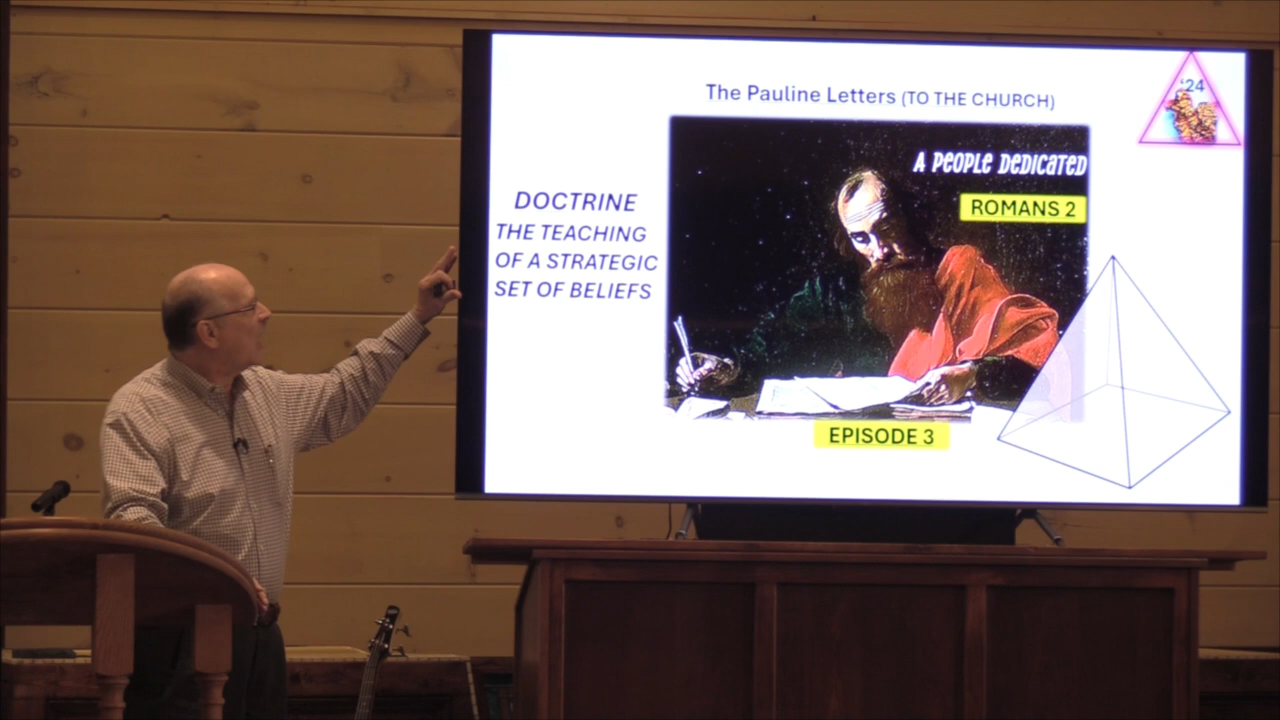 The Pauline Letters (TO THE CHURCH)
'24
A PEOPLE DEDICATED
ROMANS 2
DOCTRINE
THE TEACHING
OF A STRATEGIC
SET OF BELIEFS
EPISODE 3